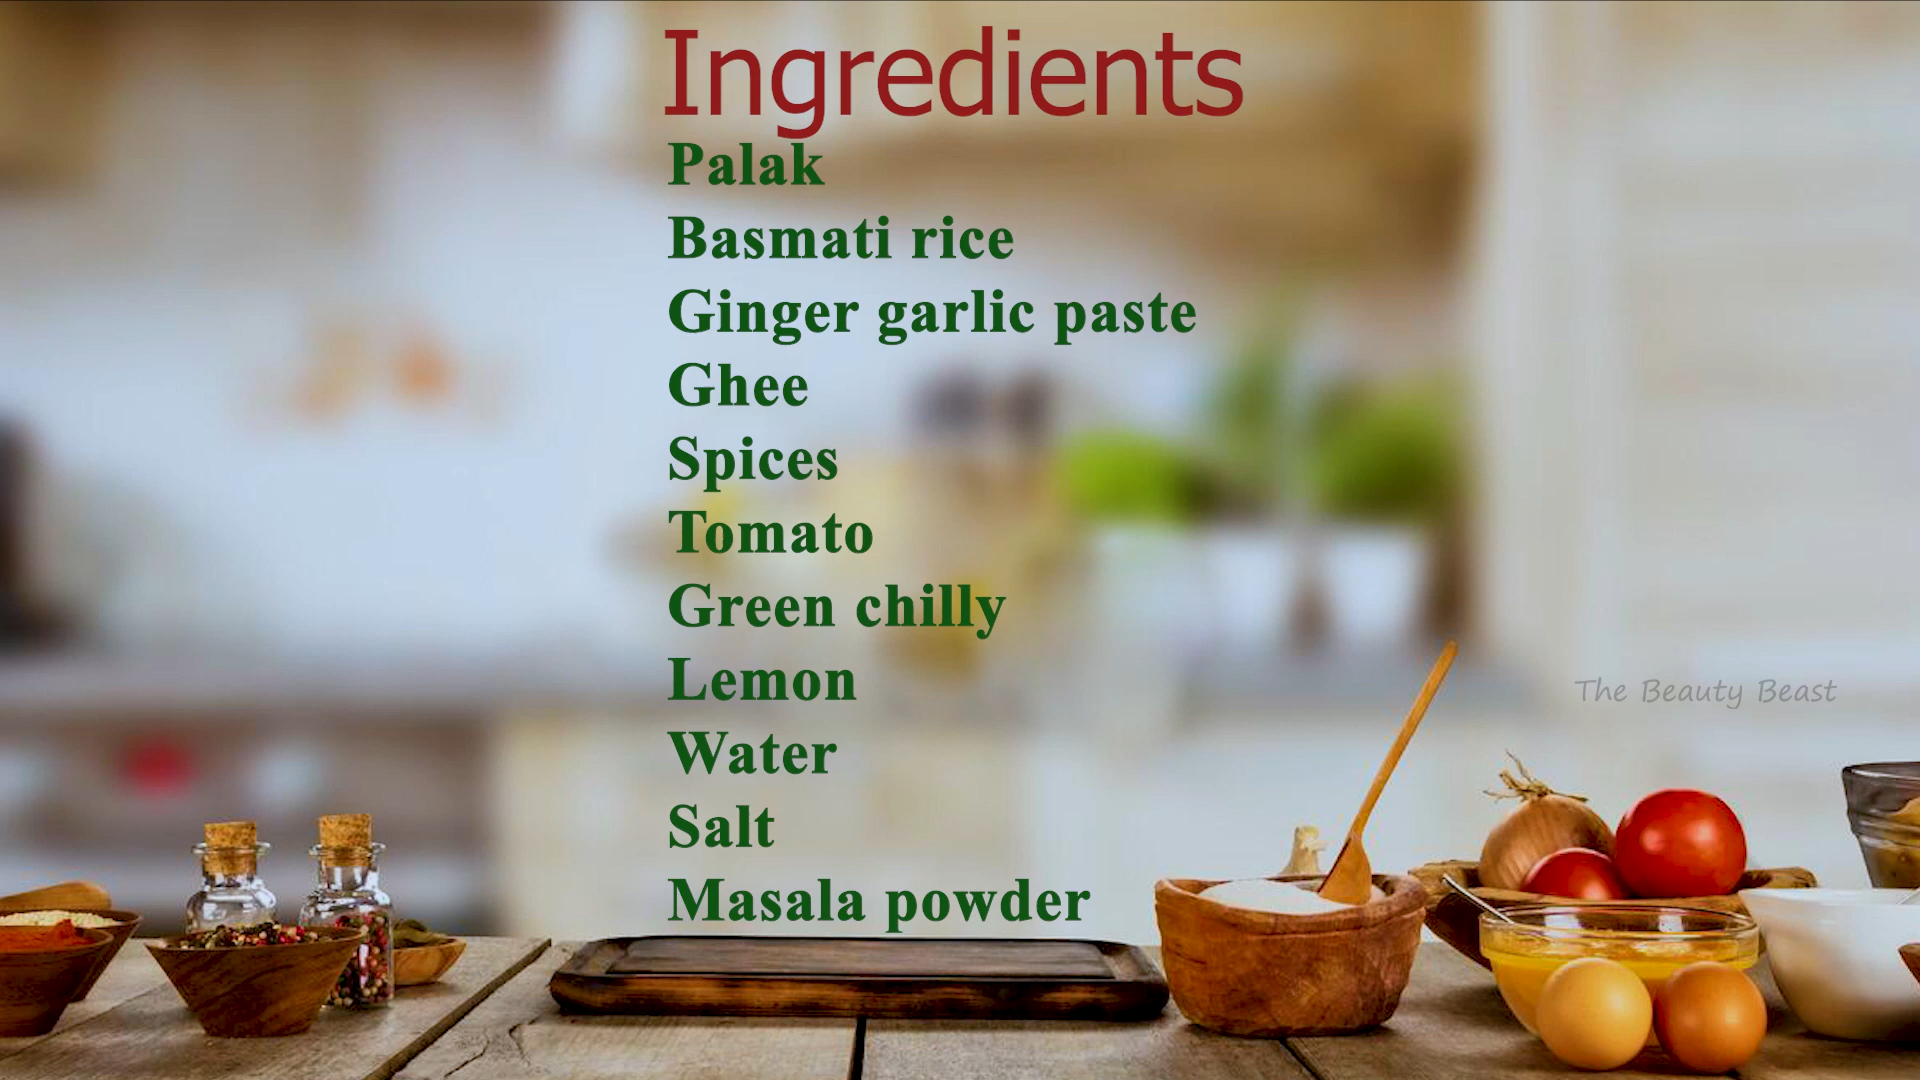 Ingredients
Palak
Basmati rice
Ginger garlic paste
Ghee
Spices
Tomato
Green chilly
Lemon
Water
Salt
Masala powder
The Beauty Beast